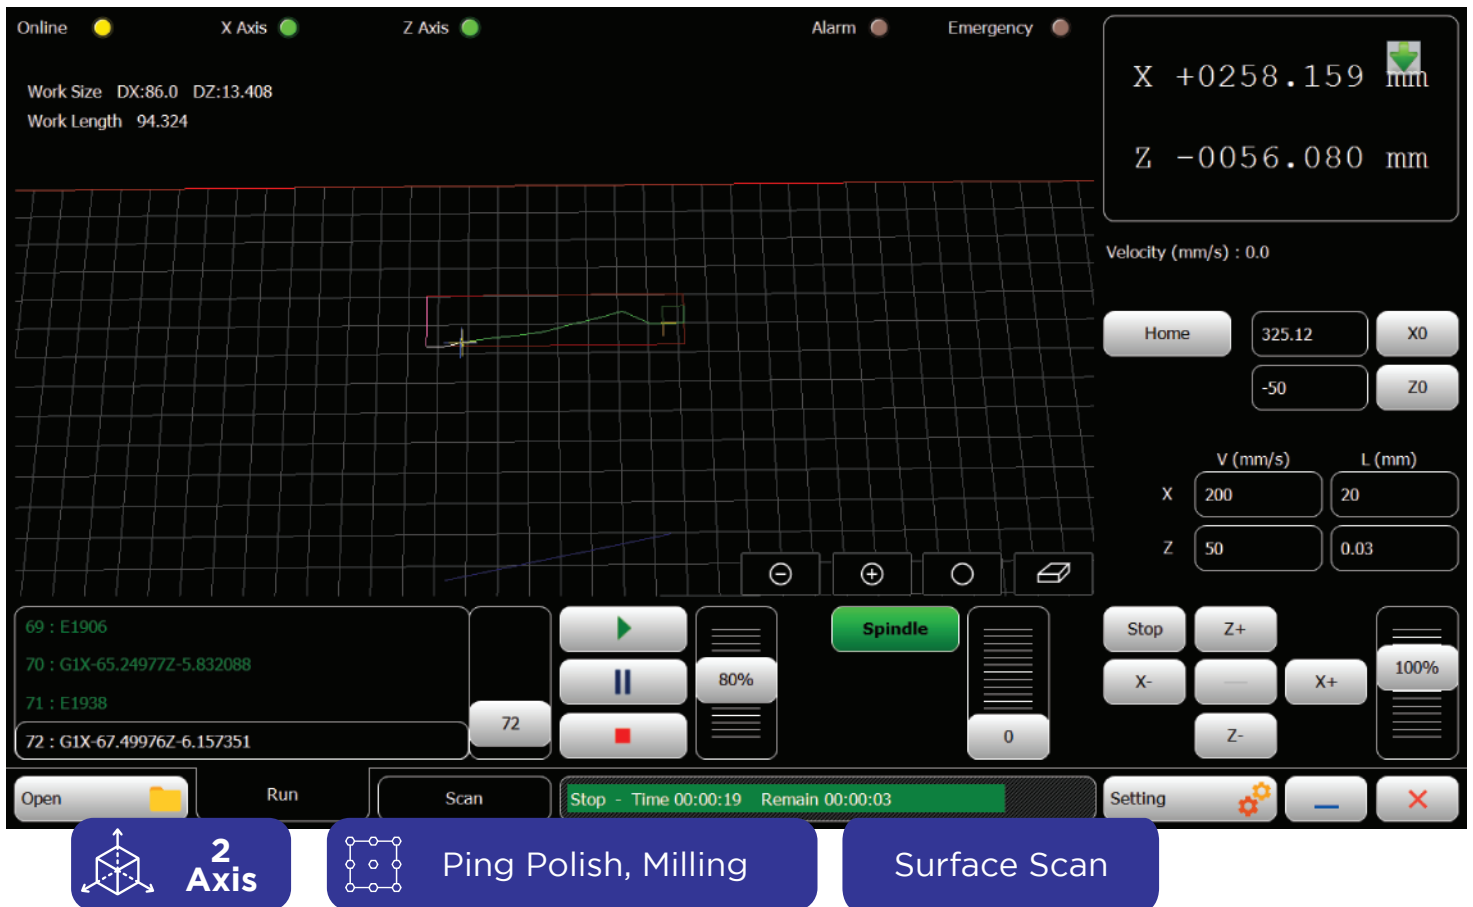 Online X Axis Z Axis Alarm Emergency
Work Size DX:86.0 DZ:13.408
Work Length 94.324
X +0258.159 mm
Z -0056.080 mm
Velocity (mm/s) : 0.0
Home 325.12 X0
-50 Z0
V (mm/s) L (mm)
X 200 20
Z 50 0.03
69 : E1906
70 : G1X-65.24977Z-5.832088
71 : E1938
72 : G1X-67.49976Z-6.157351
72
80%
Spindle
0
Stop Z+
X- X+
Z-
100%
Open Run Scan Stop - Time 00:00:19 Remain 00:00:03 Setting
2 Axis
Ping Polish, Milling
Surface Scan